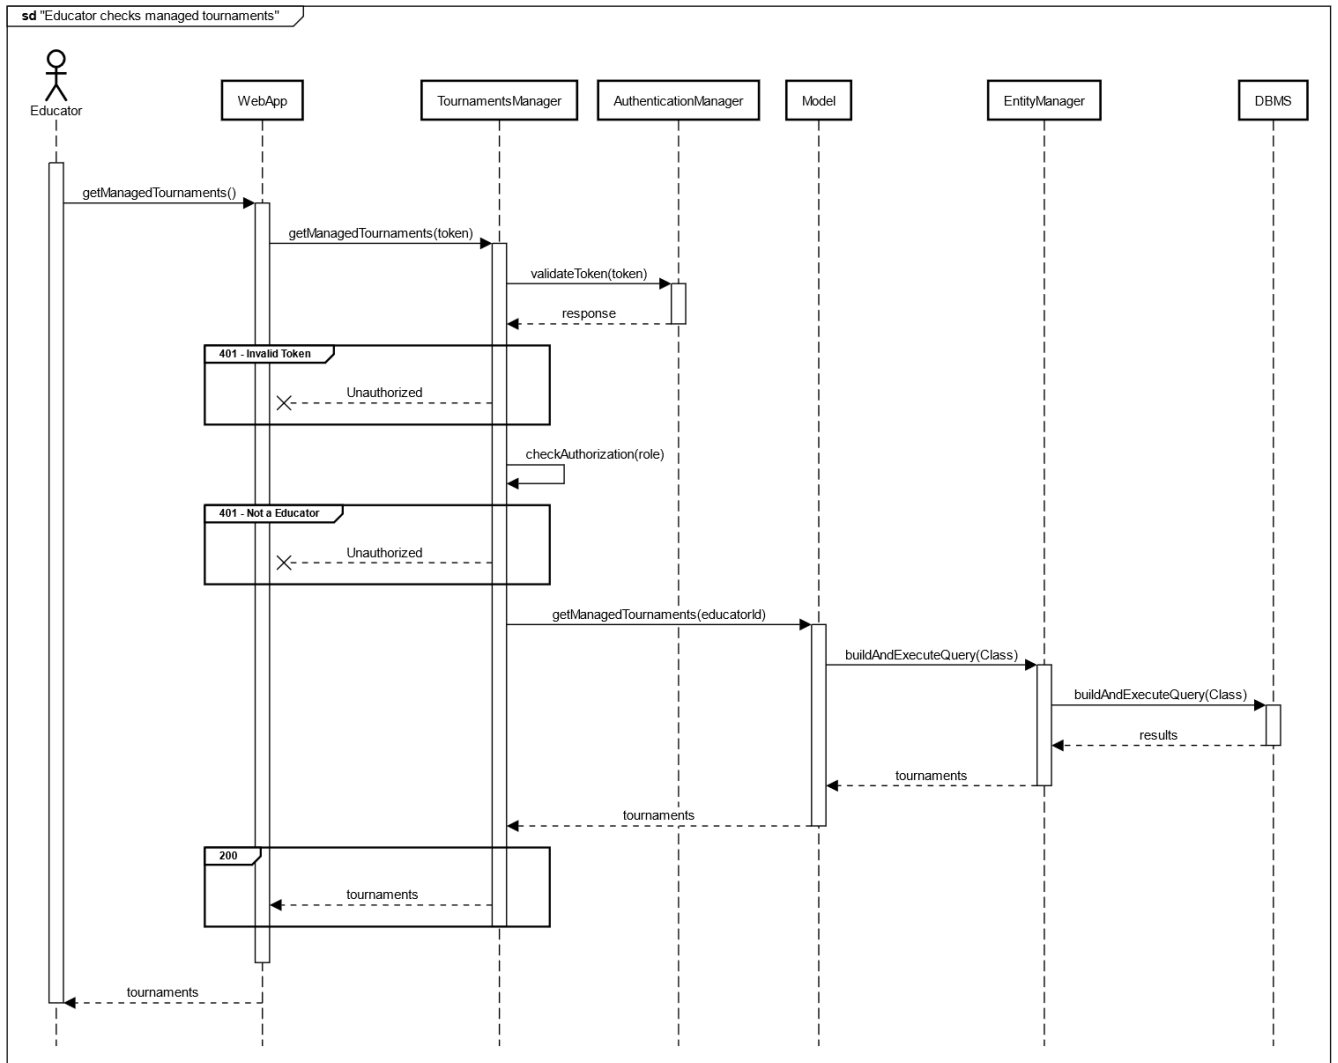 sd "Educator checks managed tournaments"
Educator
WebApp
TournamentsManager
AuthenticationManager
Model
EntityManager
DBMS
getManagedTournaments()
getManagedTournaments(token)
validateToken(token)
response
401 - Invalid Token
Unauthorized
checkAuthorization(role)
401 - Not a Educator
Unauthorized
getManagedTournaments(educatorId)
buildAndExecuteQuery(Class)
buildAndExecuteQuery(Class)
results
tournaments
tournaments
200
tournaments
tournaments